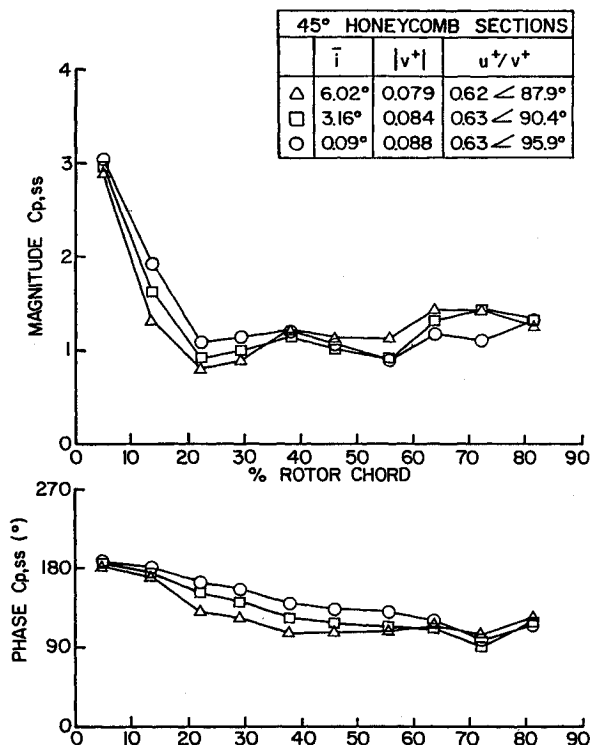 45° HONEYCOMB SECTIONS
i |v⁺| u⁺/v⁺
△ 6.02° 0.079 0.62 ∠ 87.9°
□ 3.16° 0.084 0.63 ∠ 90.4°
○ 0.09° 0.088 0.63 ∠ 95.9°
MAGNITUDE Cp,ss
4
3
2
1
0
0 10 20 30 40 50 60 70 80 90
% ROTOR CHORD
PHASE Cp,ss (°)
270
180
90
0
0 10 20 30 40 50 60 70 80 90